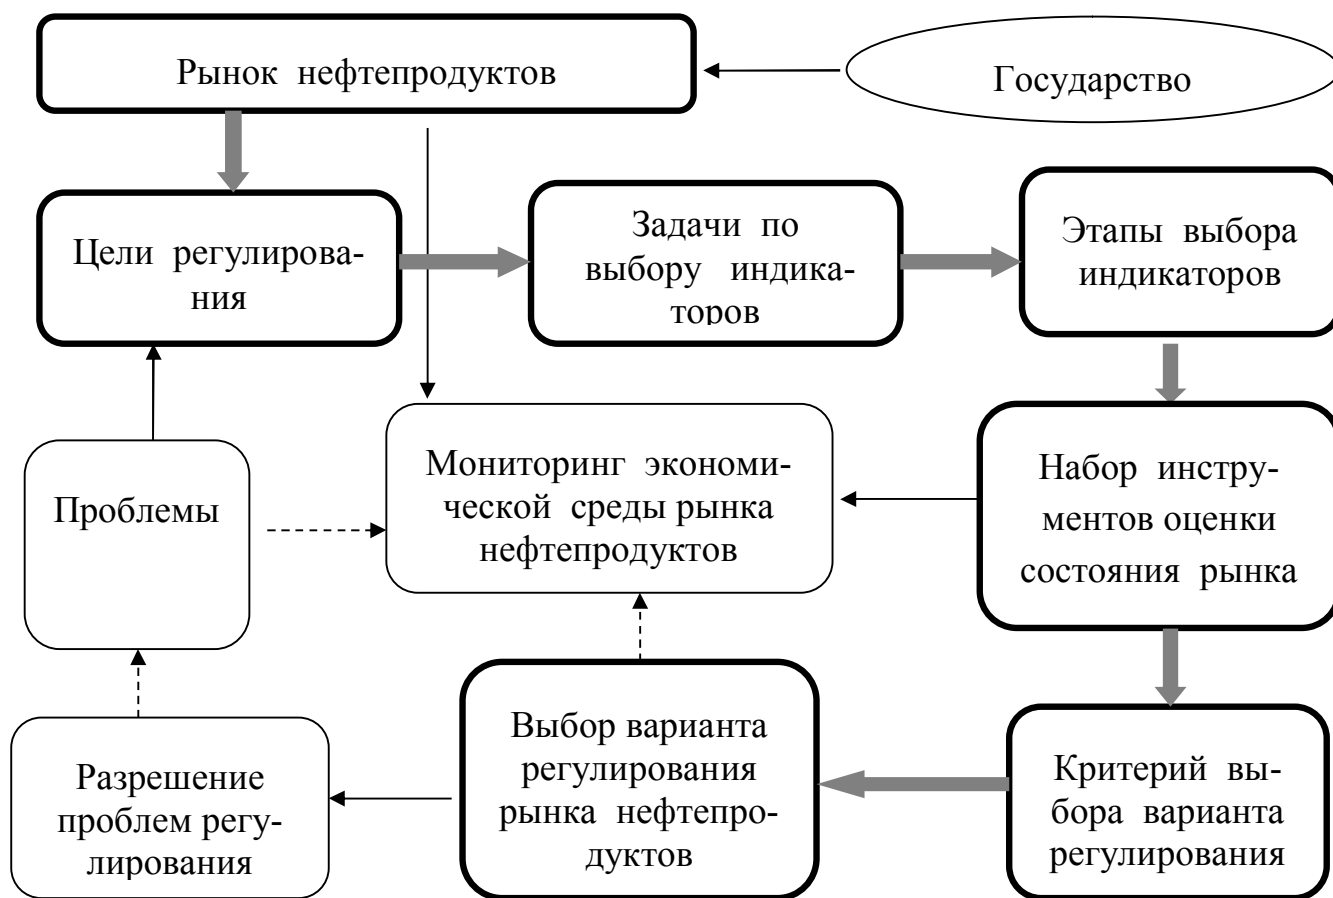 Рынок нефтепродуктов
Государство
Цели регулирова-
ния
Задачи по
выбору индика-
торов
Этапы выбора
индикаторов
Проблемы
Мониторинг экономи-
ческой среды рынка
нефтепродуктов
Набор инстру-
ментов оценки
состояния рынка
Разрешение
проблем регу-
лирования
Выбор варианта
регулирования
рынка нефтепро-
дуктов
Критерий вы-
бора варианта
регулирования